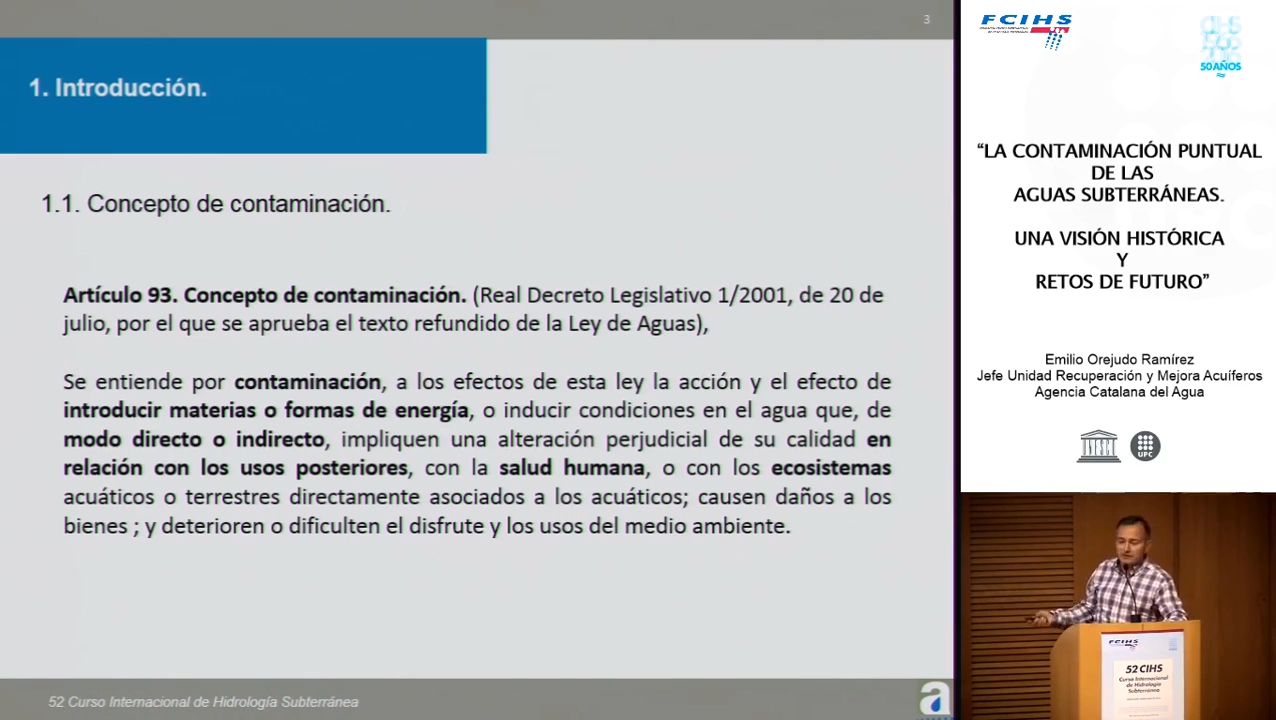 3
1. Introducción.
1.1. Concepto de contaminación.
Artículo 93. Concepto de contaminación. (Real Decreto Legislativo 1/2001, de 20 de
julio, por el que se aprueba el texto refundido de la Ley de Aguas),
Se entiende por contaminación, a los efectos de esta ley la acción y el efecto de
introducir materias o formas de energía, o inducir condiciones en el agua que, de
modo directo o indirecto, impliquen una alteración perjudicial de su calidad en
relación con los usos posteriores, con la salud humana, o con los ecosistemas
acuáticos o terrestres directamente asociados a los acuáticos; causen daños a los
bienes ; y deterioren o dificulten el disfrute y los usos del medio ambiente.
52 Curso Internacional de Hidrología Subterránea
a
FCIHS
50 AÑOS
“LA CONTAMINACIÓN PUNTUAL
DE LAS
AGUAS SUBTERRÁNEAS.
UNA VISIÓN HISTÓRICA
Y
RETOS DE FUTURO”
Emilio Orejudo Ramírez
Jefe Unidad Recuperación y Mejora Acuíferos
Agencia Catalana del Agua
UNESCO
UPC
FCIHS
52 CIHS
Curso Internacional
de Hidrología
Subterránea